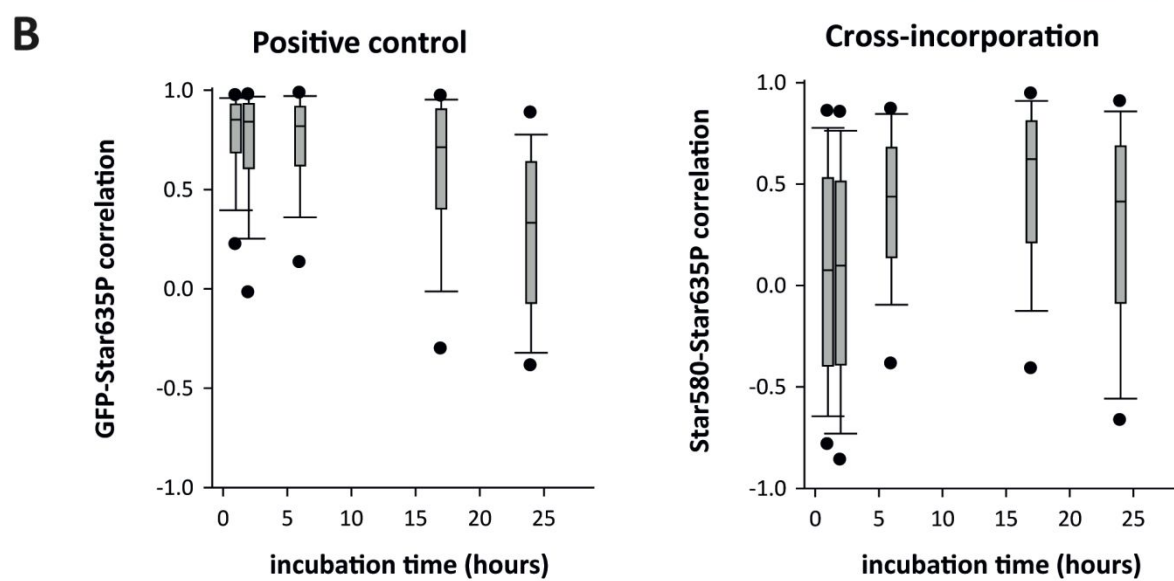 B
Positive control
GFP-Star635P correlation
1.0
0.5
0.0
-0.5
-1.0
0 5 10 15 20 25
incubation time (hours)
Cross-incorporation
Star580-Star635P correlation
1.0
0.5
0.0
-0.5
-1.0
0 5 10 15 20 25
incubation time (hours)